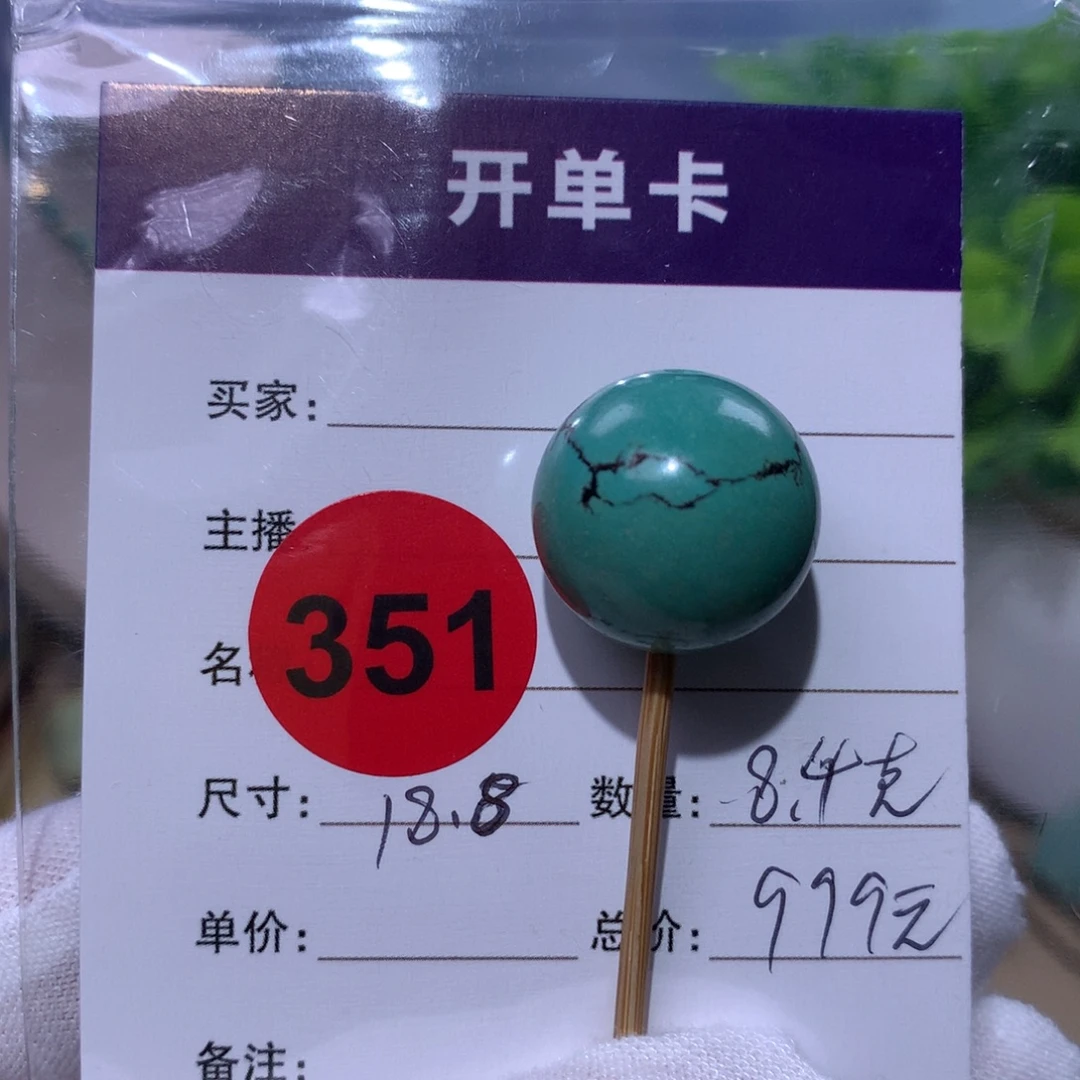 开单卡
买家：
主播
351
名
尺寸： 18.8 数量： 8.4克
单价： 总价： 999元
备注：